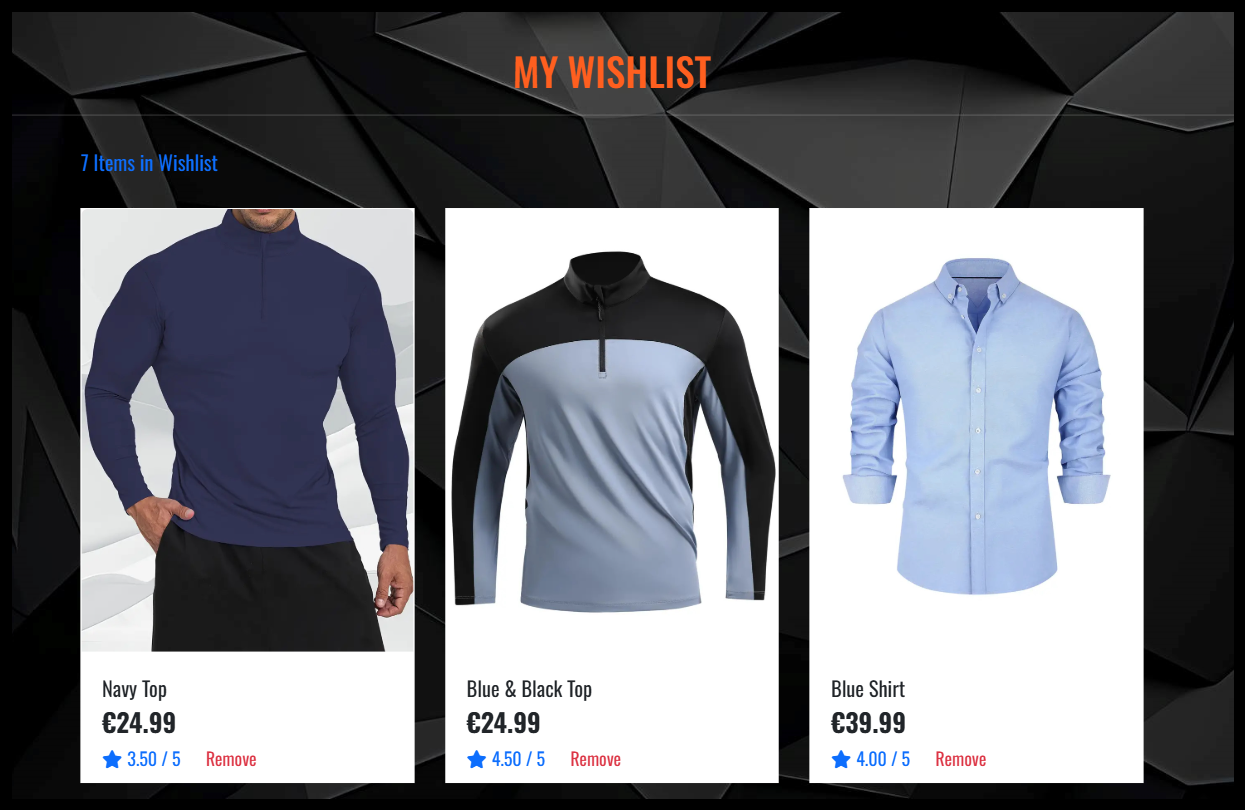 MY WISHLIST
7 Items in Wishlist
Navy Top
€24.99
3.50 / 5 Remove
Blue & Black Top
€24.99
4.50 / 5 Remove
Blue Shirt
€39.99
4.00 / 5 Remove